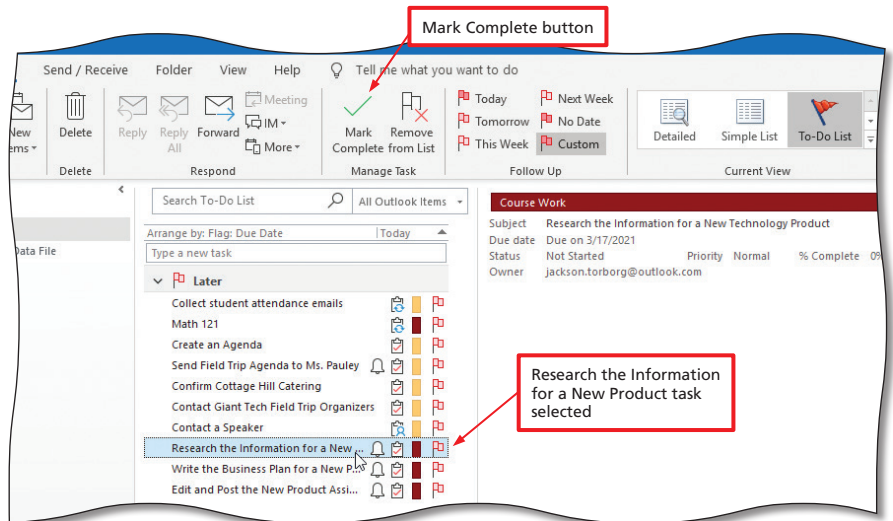 Mark Complete button
Send / Receive Folder View Help Tell me what you want to do
New
Delete
Reply
Reply
All
Forward
Meeting
IM
More
Mark
Complete
Remove
from List
Today
Tomorrow
This Week
Next Week
No Date
Custom
Detailed
Simple List
To-Do List
Delete
Respond
Manage Task
Follow Up
Current View
Search To-Do List
All Outlook Items
Arrange by: Flag: Due Date
Today
Type a new task
Data File
Later
Collect student attendance emails
Math 121
Create an Agenda
Send Field Trip Agenda to Ms. Pauley
Confirm Cottage Hill Catering
Contact Giant Tech Field Trip Organizers
Contact a Speaker
Research the Information for a New ...
Write the Business Plan for a New P...
Edit and Post the New Product Assi...
Course Work
Subject Research the Information for a New Technology Product
Due date Due on 3/17/2021
Status Not Started Priority Normal % Complete 0%
Owner jackson.torborg@outlook.com
Research the Information
for a New Product task
selected